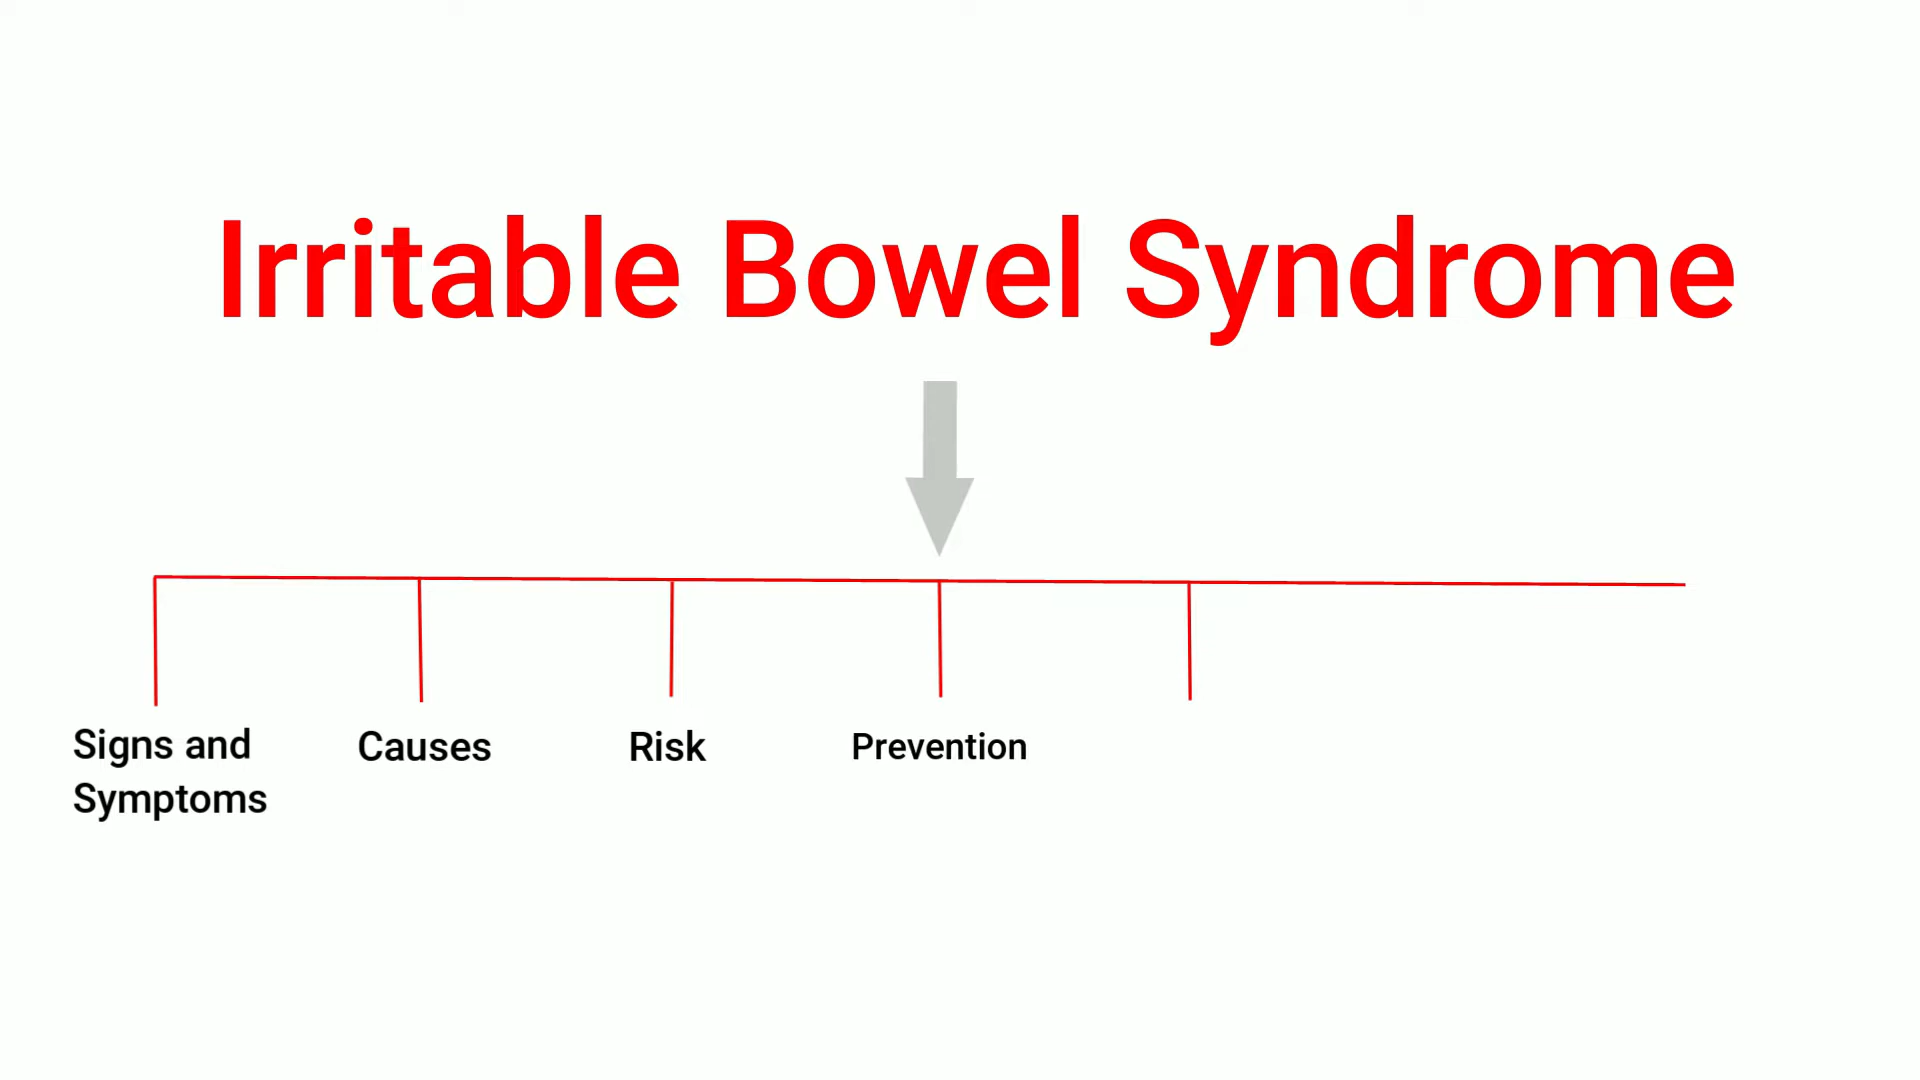 Irritable Bowel Syndrome
Signs and
Symptoms
Causes
Risk
Prevention